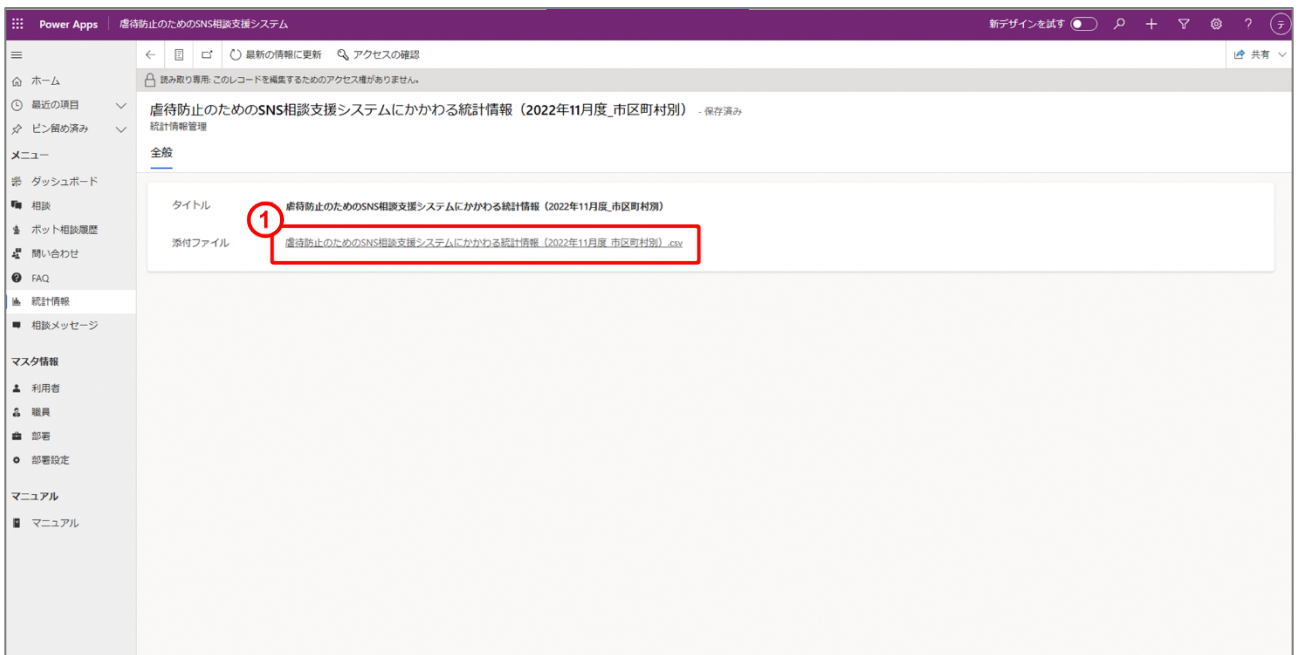 Power Apps 虐待防止のためのSNS相談支援システム 新デザインを試す ?
最新の情報に更新 アクセスの確認 共有
読み取り専用: このレコードを編集するためのアクセス権がありません。
虐待防止のためのSNS相談支援システムにかかわる統計情報（2022年11月度_市区町村別） - 保存済み
統計情報管理
全般
ホーム
最近の項目
ピン留め済み
メニュー
ダッシュボード
相談
ボット相談履歴
問い合わせ
FAQ
統計情報
相談メッセージ
マスタ情報
利用者
職員
部署
部署設定
マニュアル
マニュアル
タイトル 虐待防止のためのSNS相談支援システムにかかわる統計情報（2022年11月度_市区町村別）
1
添付ファイル 虐待防止のためのSNS相談支援システムにかかわる統計情報（2022年11月度_市区町村別）.csv